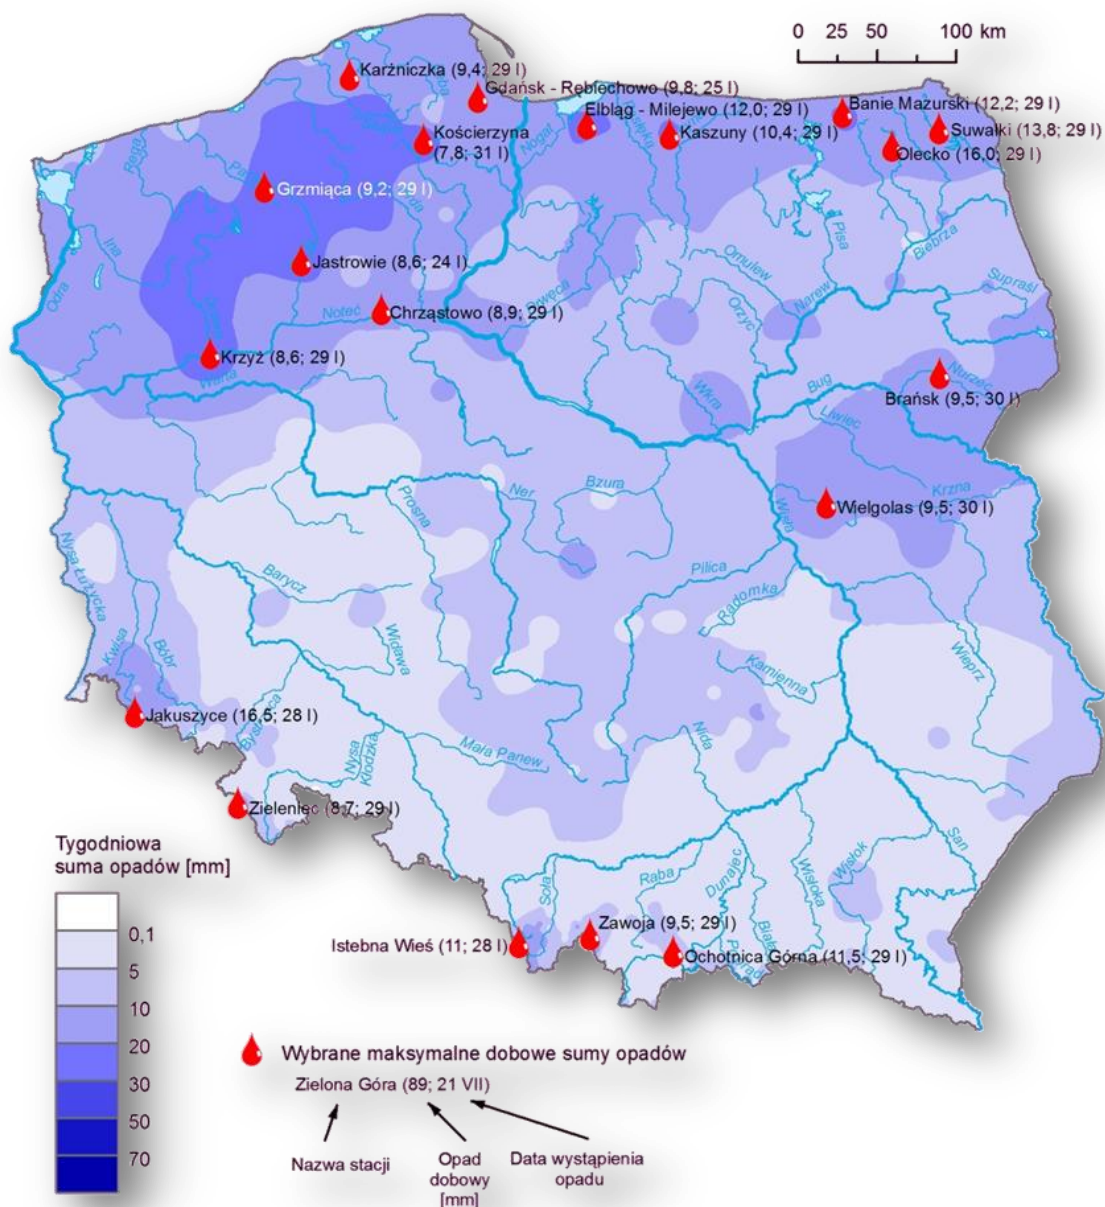 0 25 50 100 km
Karżniczka (9,4; 29 I)
Łeba
Gdańsk - Rębiechowo (9,8; 25 I)
Elbląg - Milejewo (12,0; 29 I)
Banie Mazurski (12,2; 29 I)
Kościerzyna
(7,8; 31 I)
Nogat
Kaszuny (10,4; 29 I)
Suwałki (13,8; 29 I)
Olecko (16,0; 29 I)
Rega
Grzmiąca (9,2; 29 I)
Ina
Pisa
Biebrza
Omulew
Jastrowie (8,6; 24 I)
Odra
Supraśl
Drwęca
Orzyc
Narew
Noteć
Chrząstowo (8,9; 29 I)
Krzyż (8,6; 29 I)
Warta
Wkra
Bug
Nurzec
Brańsk (9,5; 30 I)
Liwiec
Prosna
Ner
Bzura
Krzna
Wisła
Wielgolas (9,5; 30 I)
Nysa Łużycka
Barycz
Pilica
Radomka
Kwisa
Bóbr
Widawa
Kamienna
Wieprz
Jakuszyce (16,5; 28 I)
Bystrzyca
Nysa
Kłodzka
Mała Panew
Nida
Zieleniec (8,7; 29 I)
Tygodniowa
suma opadów [mm]
San
Soła
Raba
Dunajec
Wisłoka
Wisłok
0,1
5
10
20
30
50
70
Zawoja (9,5; 29 I)
Istebna Wieś (11; 28 I)
Biała
Poprad
Ochotnica Górna (11,5; 29 I)
Wybrane maksymalne dobowe sumy opadów
Zielona Góra (89; 21 VII)
Nazwa stacji
Opad
dobowy
[mm]
Data wystąpienia
opadu